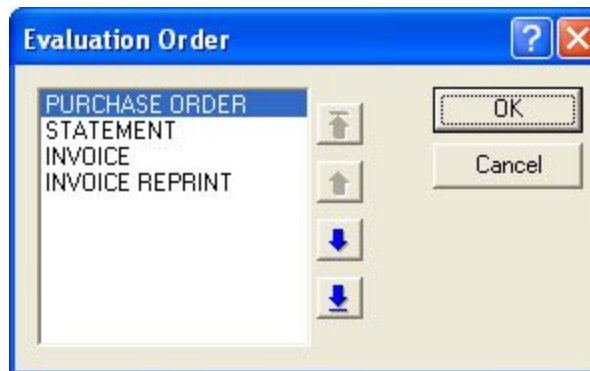 Evaluation Order
PURCHASE ORDER
STATEMENT
INVOICE
INVOICE REPRINT
OK
Cancel